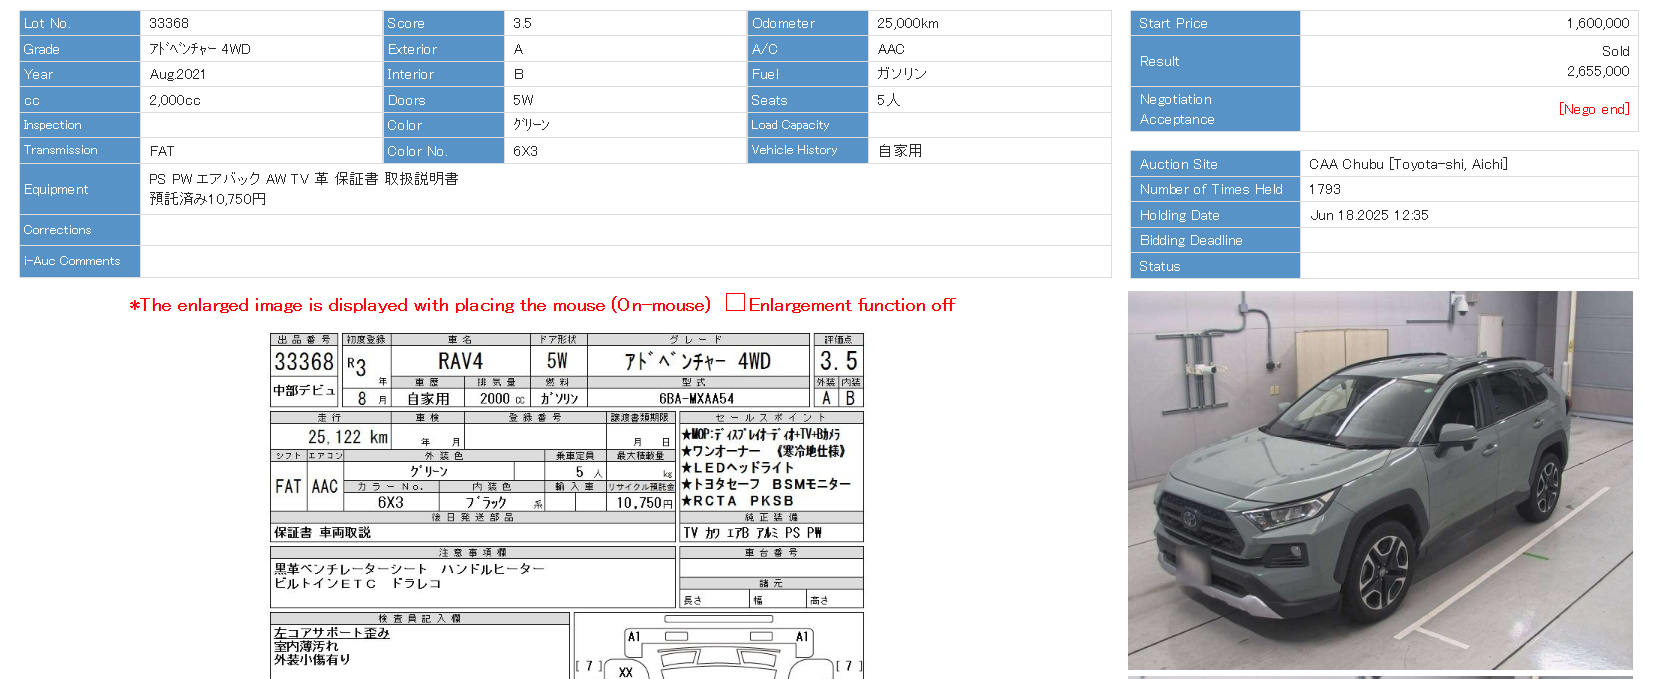 Lot No. 33368 Score 3.5 Odometer 25,000km
Grade ｱﾄﾞﾍﾞﾝﾁｬｰ 4WD Exterior A A/C AAC
Year Aug.2021 Interior B Fuel ガソリン
cc 2,000cc Doors 5W Seats 5人
Inspection Color ｸﾞﾘｰﾝ Load Capacity
Transmission FAT Color No. 6X3 Vehicle History 自家用
Equipment PS PW エアバック AW TV 革 保証書 取扱説明書
預託済み10,750円
Corrections
i-Auc Comments
Start Price 1,600,000
Result Sold
2,655,000
Negotiation
Acceptance [Nego end]
Auction Site CAA Chubu [Toyota-shi, Aichi]
Number of Times Held 1793
Holding Date Jun 18.2025 12:35
Bidding Deadline
Status
*The enlarged image is displayed with placing the mouse (On-mouse) Enlargement function off
出品番号 初度登録 車名 ドア形状 グレード 評価点
33368 R3年 RAV4 5W ｱﾄﾞﾍﾞﾝﾁｬｰ 4WD 3.5
車歴 排気量 燃料 型式 外装 内装
中部デビュ 8月 自家用 2000 cc ｶﾞｿﾘﾝ 6BA-MXAA54 A B
走行 車検 登録番号 譲渡書類期限 セールスポイント
25,122 km 年 月 月 日 ★MOP:ﾃﾞｨｽﾌﾟﾚｲｵｰﾃﾞｨｵ+TV+Bｶﾒﾗ
シフト エアコン 外装色 乗車定員 最大積載量 ★ワンオーナー 《寒冷地仕様》
ｸﾞﾘｰﾝ 5 人 kg ★ＬＥＤヘッドライト
FAT AAC カラーNo. 内装色 輸入車 リサイクル預託金 ★トヨタセーフ ＢＳＭモニター
6X3 ﾌﾞﾗｯｸ 系 10,750円 ★ＲＣＴＡ ＰＫＳＢ
後日発送部品 純正装備
保証書 車両取説 TV ｶﾜ ｴｱB ｱﾙﾐ PS PW
注意事項欄 車台番号
黒革ベンチレーターシート ハンドルヒーター
ビルトインＥＴＣ ドラレコ
諸元
長さ 幅 高さ
検査員記入欄
左コアサポート歪み
室内薄汚れ
外装小傷有り
A1 A1
[ 7 ] XX [ 7 ]